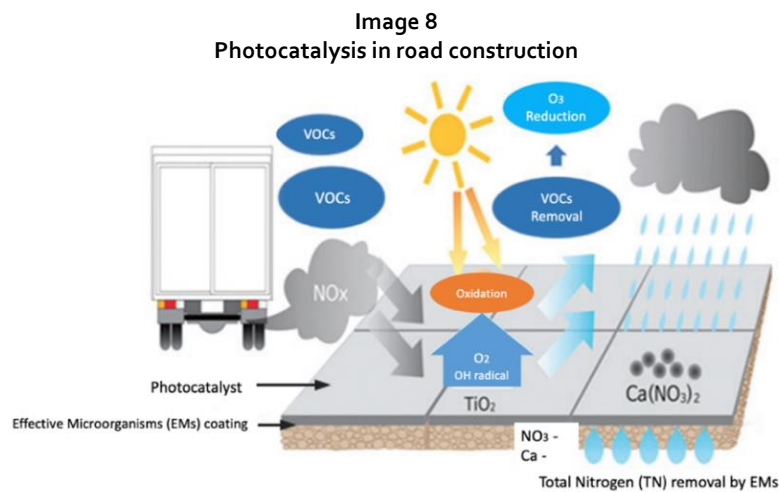 Image 8
Photocatalysis in road construction
VOCs
VOCs
O3
Reduction
VOCs
Removal
NOx
Oxidation
O2
OH radical
TiO2
Ca(NO3)2
Photocatalyst
Effective Microorganisms (EMs) coating
NO3 -
Ca -
Total Nitrogen (TN) removal by EMs